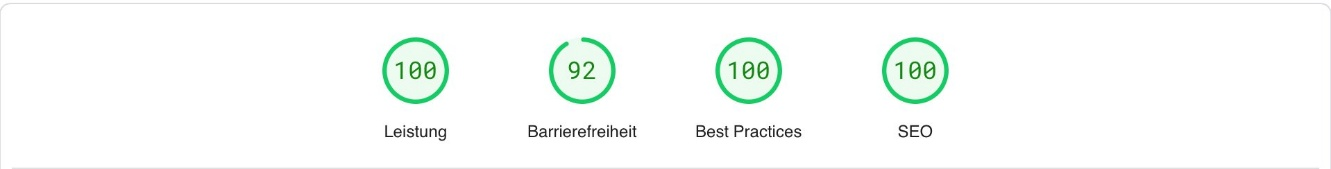 100 92 100 100
Leistung Barrierefreiheit Best Practices SEO